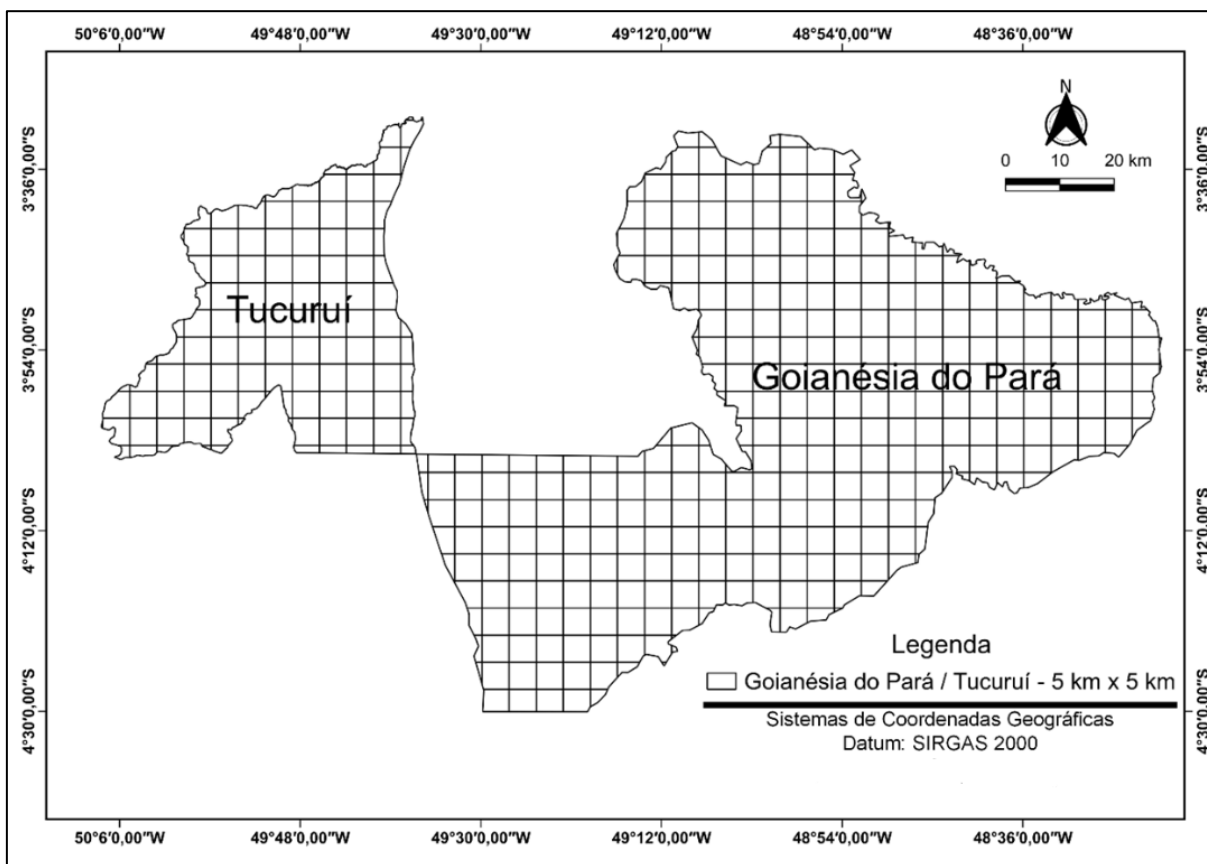 50°6'0,00"W 49°48'0,00"W 49°30'0,00"W 49°12'0,00"W 48°54'0,00"W 48°36'0,00"W
N
0 10 20 km
3°36'0,00"S 3°36'0,00"S
Tucuruí
3°54'0,00"S 3°54'0,00"S
Goianésia do Pará
4°12'0,00"S 4°12'0,00"S
Legenda
Goianésia do Pará / Tucuruí - 5 km x 5 km
4°30'0,00"S 4°30'0,00"S
Sistemas de Coordenadas Geográficas
Datum: SIRGAS 2000
50°6'0,00"W 49°48'0,00"W 49°30'0,00"W 49°12'0,00"W 48°54'0,00"W 48°36'0,00"W